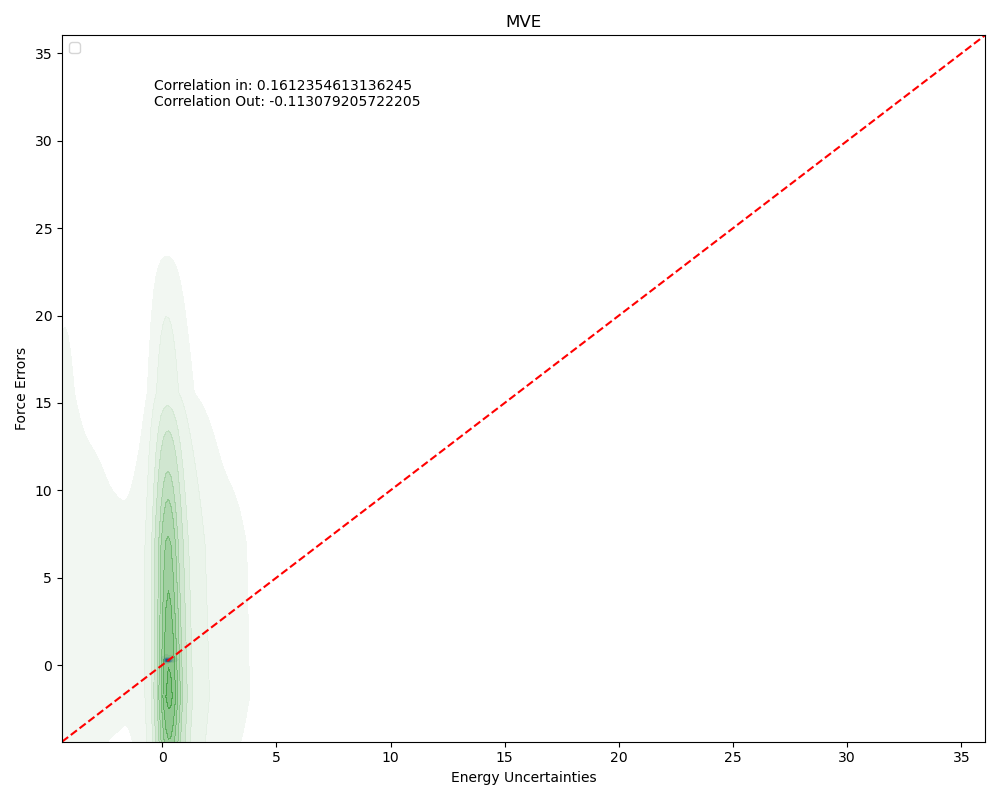 MVE
35
Correlation in: 0.1612354613136245
Correlation Out: -0.113079205722205
30
25
20
15
10
5
0
Force Errors
0 5 10 15 20 25 30 35
Energy Uncertainties